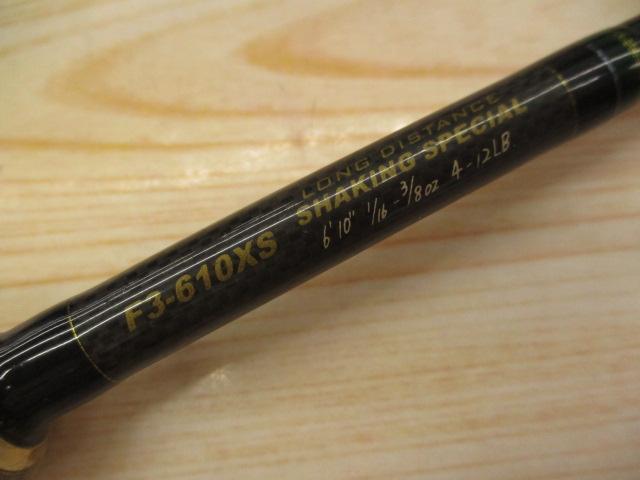 F3-610XS
LONG DISTANCE
SHAKING SPECIAL
6'10" 1/16-3/8oz 4-12LB